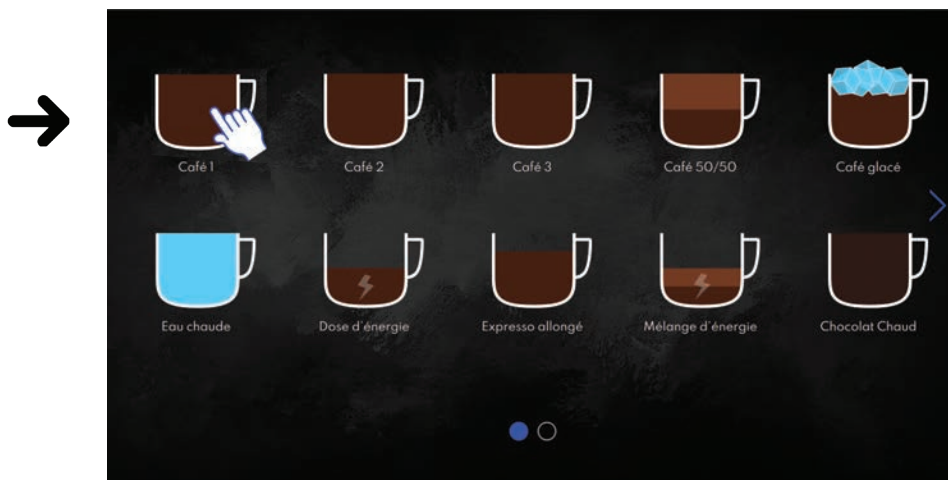 Café 1
Café 2
Café 3
Café 50/50
Café glacé
Eau chaude
Dose d'énergie
Expresso allongé
Mélange d'énergie
Chocolat Chaud